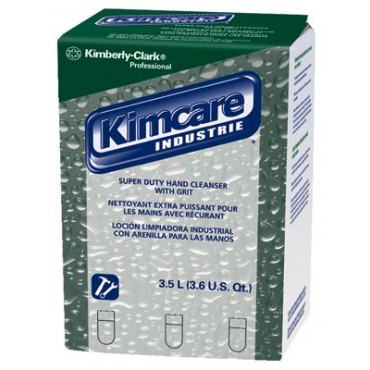 Kimberly-Clark®
Professional
Kimcare
INDUSTRIE
SUPER DUTY HAND CLEANSER
WITH GRIT
NETTOYANT EXTRA PUISSANT POUR
LES MAINS AVEC RÉCURANT
LOCIÓN LIMPIADORA INDUSTRIAL
CON ARENILLA PARA LAS MANOS
3.5 L (3.6 U.S. Qt.)